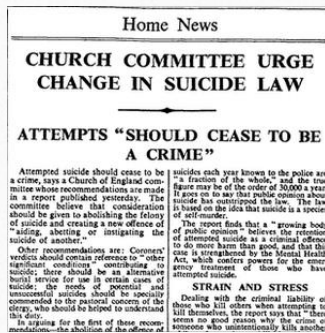 Home News
CHURCH COMMITTEE URGE
CHANGE IN SUICIDE LAW
ATTEMPTS "SHOULD CEASE TO BE
A CRIME"
Attempted suicide should cease to be
a crime, says a Church of England com-
mittee whose recommendations are made
in a report published yesterday. The
committee believe that consideration
should be given to abolishing the felony
of suicide and creating a new offence of
"aiding, abetting or instigating the
suicide of another."
Other recommendations are: Coroners'
verdicts should contain reference to "other
significant conditions" contributing to
suicide; there should be an alternative
burial service for use in certain cases of
suicide; the needs of potential and
unsuccessful suicides should be specially
commended to the pastoral concern of the
clergy, who should be helped to understand
this duty.
In arguing for the first of these recom-
mendations—the abolition of the offence of
suicides each year known to the police are
"a fraction of the whole," and the true
figure may be of the order of 30,000 a year
It goes on to say that public opinion about
suicide has outstripped the law. The law
is based on the idea that suicide is a species
of self-murder.
The report finds that a "growing body
of public opinion" believes the retention
of attempted suicide as a criminal offence
to do more harm than good, and that this
case is strengthened by the Mental Health
Act, which confers powers for the emer-
gency treatment of those who have
attempted suicide.
STRAIN AND STRESS
Dealing with the criminal liability of
those who kill others when attempting to
kill themselves, the report says that "there
seems no good reason why the crime of
someone who unintentionally kills another